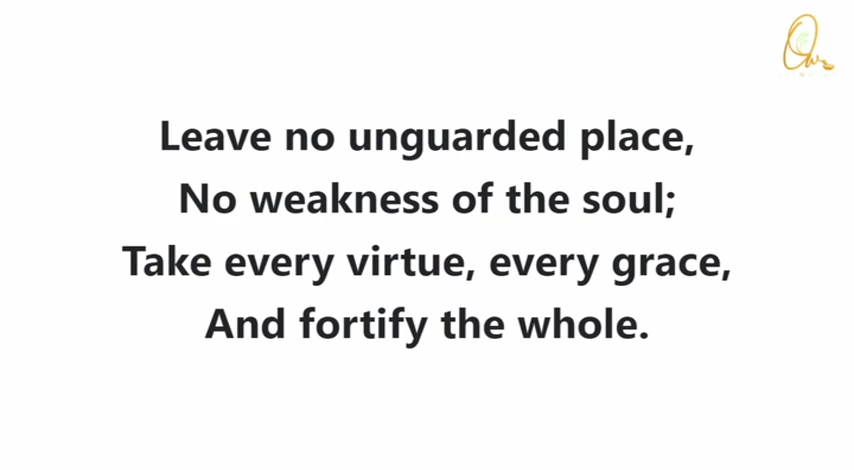 Leave no unguarded place,
No weakness of the soul;
Take every virtue, every grace,
And fortify the whole.